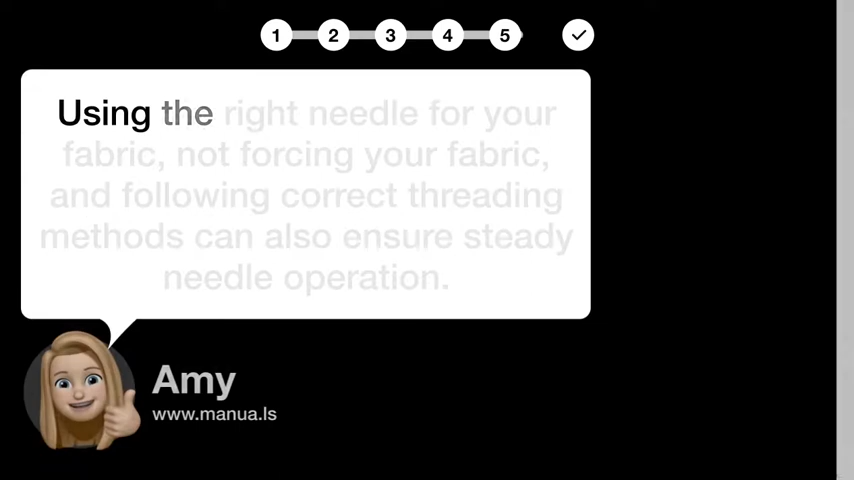 1 2 3 4 5
Using the right needle for your
fabric, not forcing your fabric,
and following correct threading
methods can also ensure steady
needle operation.
Amy
www.manua.ls